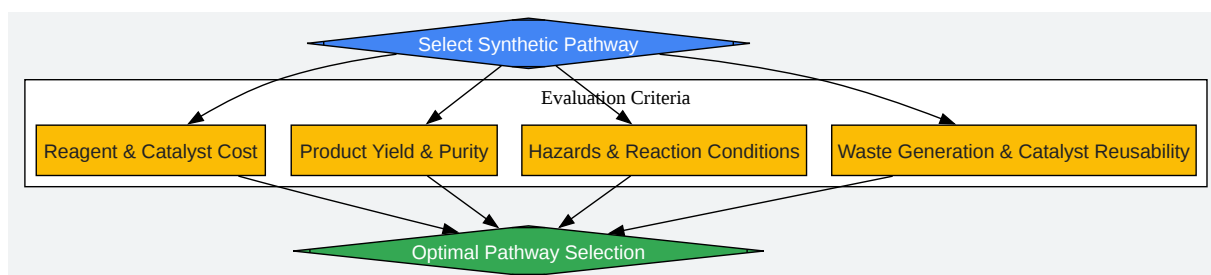 Select Synthetic Pathway
Evaluation Criteria
Reagent & Catalyst Cost
Product Yield & Purity
Hazards & Reaction Conditions
Waste Generation & Catalyst Reusability
Optimal Pathway Selection